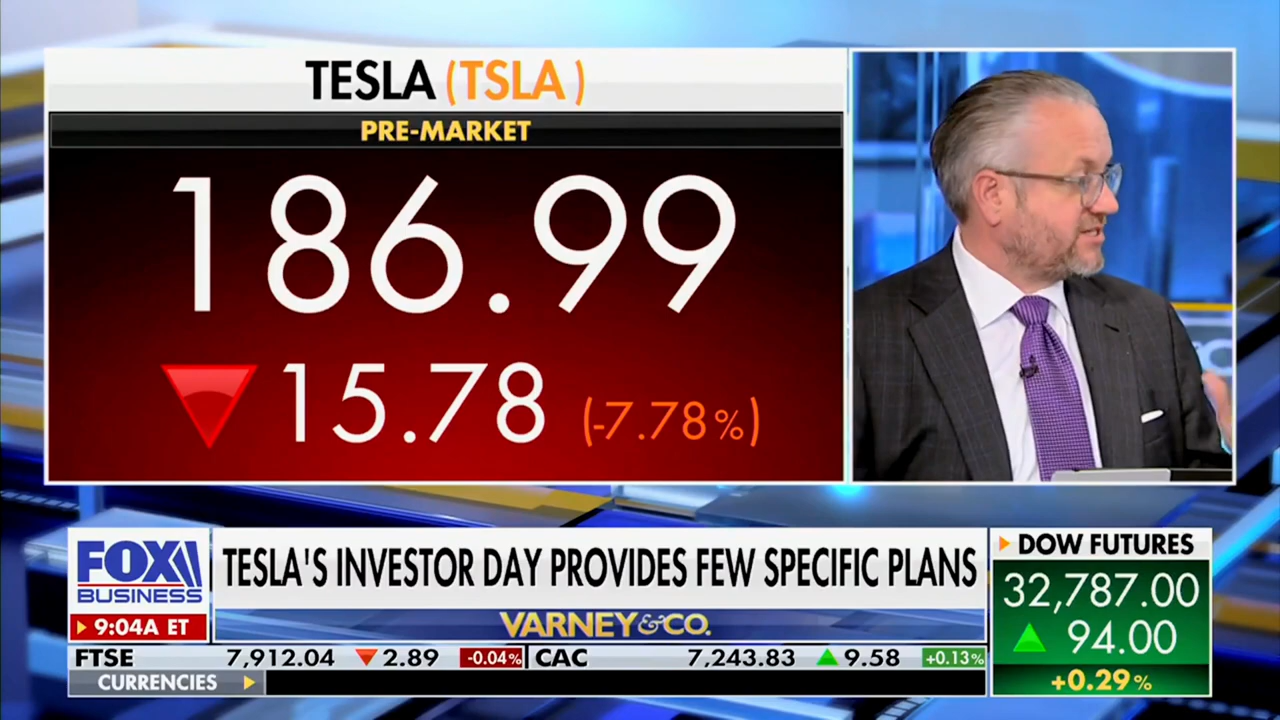 TESLA (TSLA)
PRE-MARKET
186.99
▼ 15.78 (-7.78%)
FOX BUSINESS
9:04A ET
TESLA'S INVESTOR DAY PROVIDES FEW SPECIFIC PLANS
VARNEY & CO.
DOW FUTURES
32,787.00
▲ 94.00
+0.29%
FTSE 7,912.04 ▼ 2.89 -0.04% CAC 7,243.83 ▲ 9.58 +0.13%
CURRENCIES